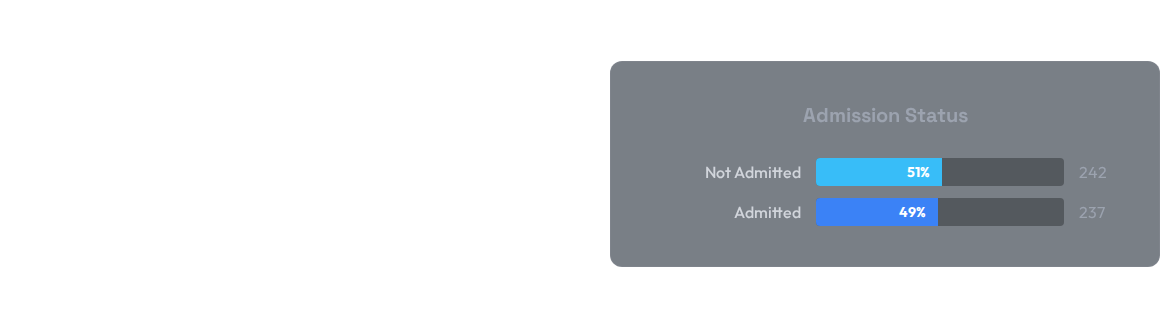 Admission Status
Not Admitted 51% 242
Admitted 49% 237